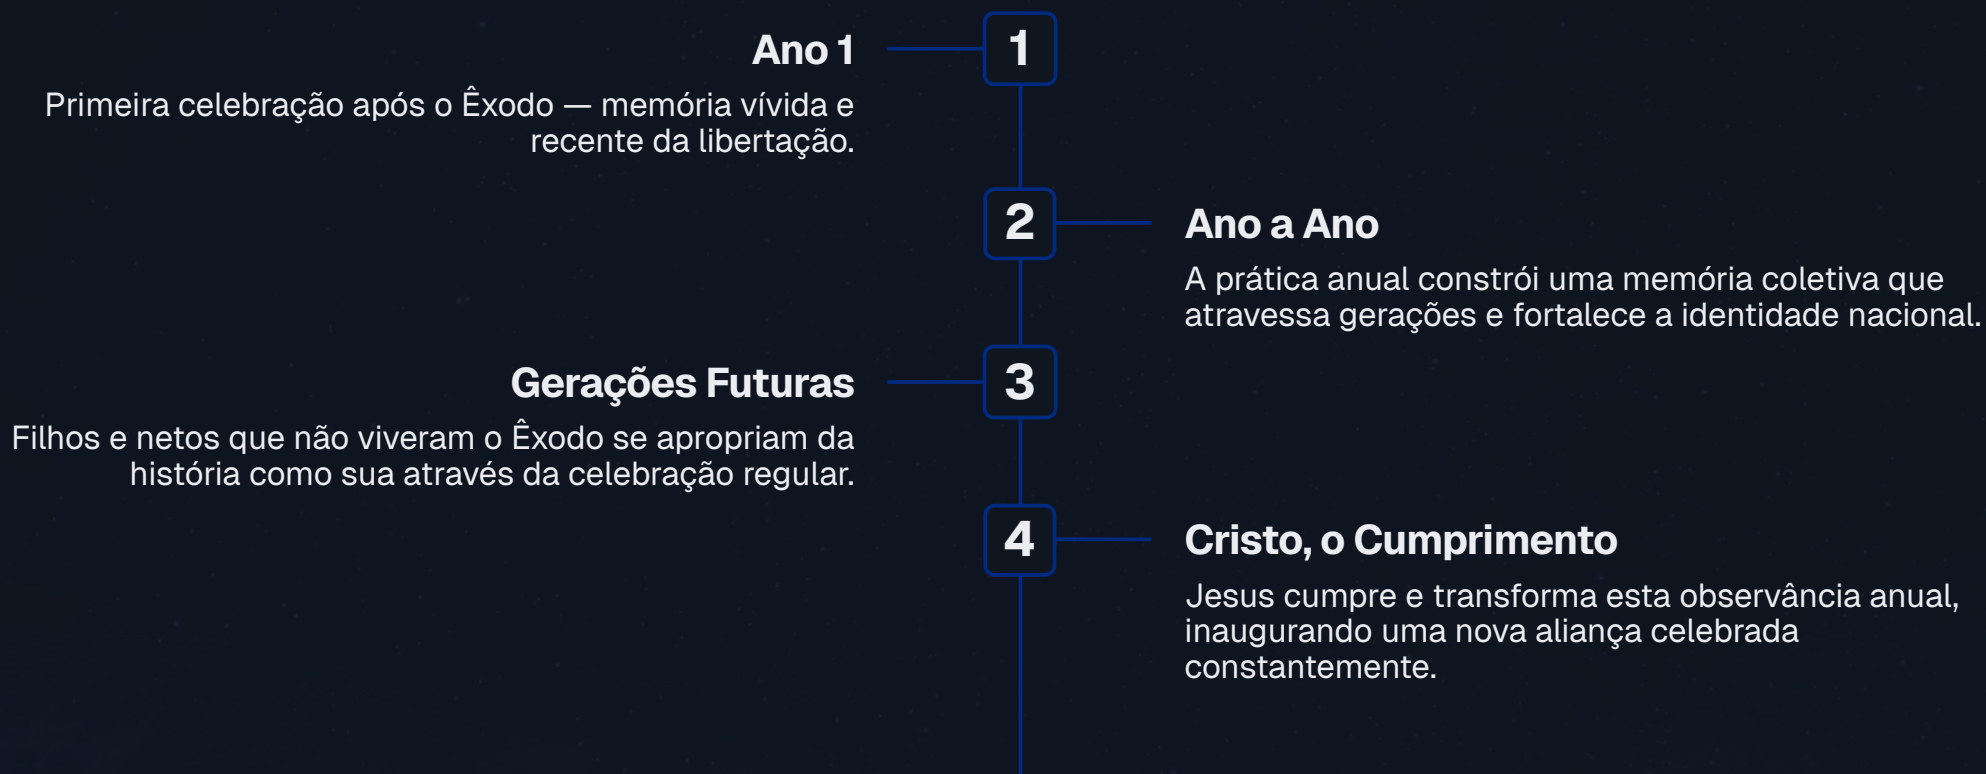 Ano 1
1
Primeira celebração após o Êxodo — memória vívida e
recente da libertação.
2
Ano a Ano
A prática anual constrói uma memória coletiva que
atravessa gerações e fortalece a identidade nacional.
Gerações Futuras
3
Filhos e netos que não viveram o Êxodo se apropriam da
história como sua através da celebração regular.
4
Cristo, o Cumprimento
Jesus cumpre e transforma esta observância anual,
inaugurando uma nova aliança celebrada
constantemente.